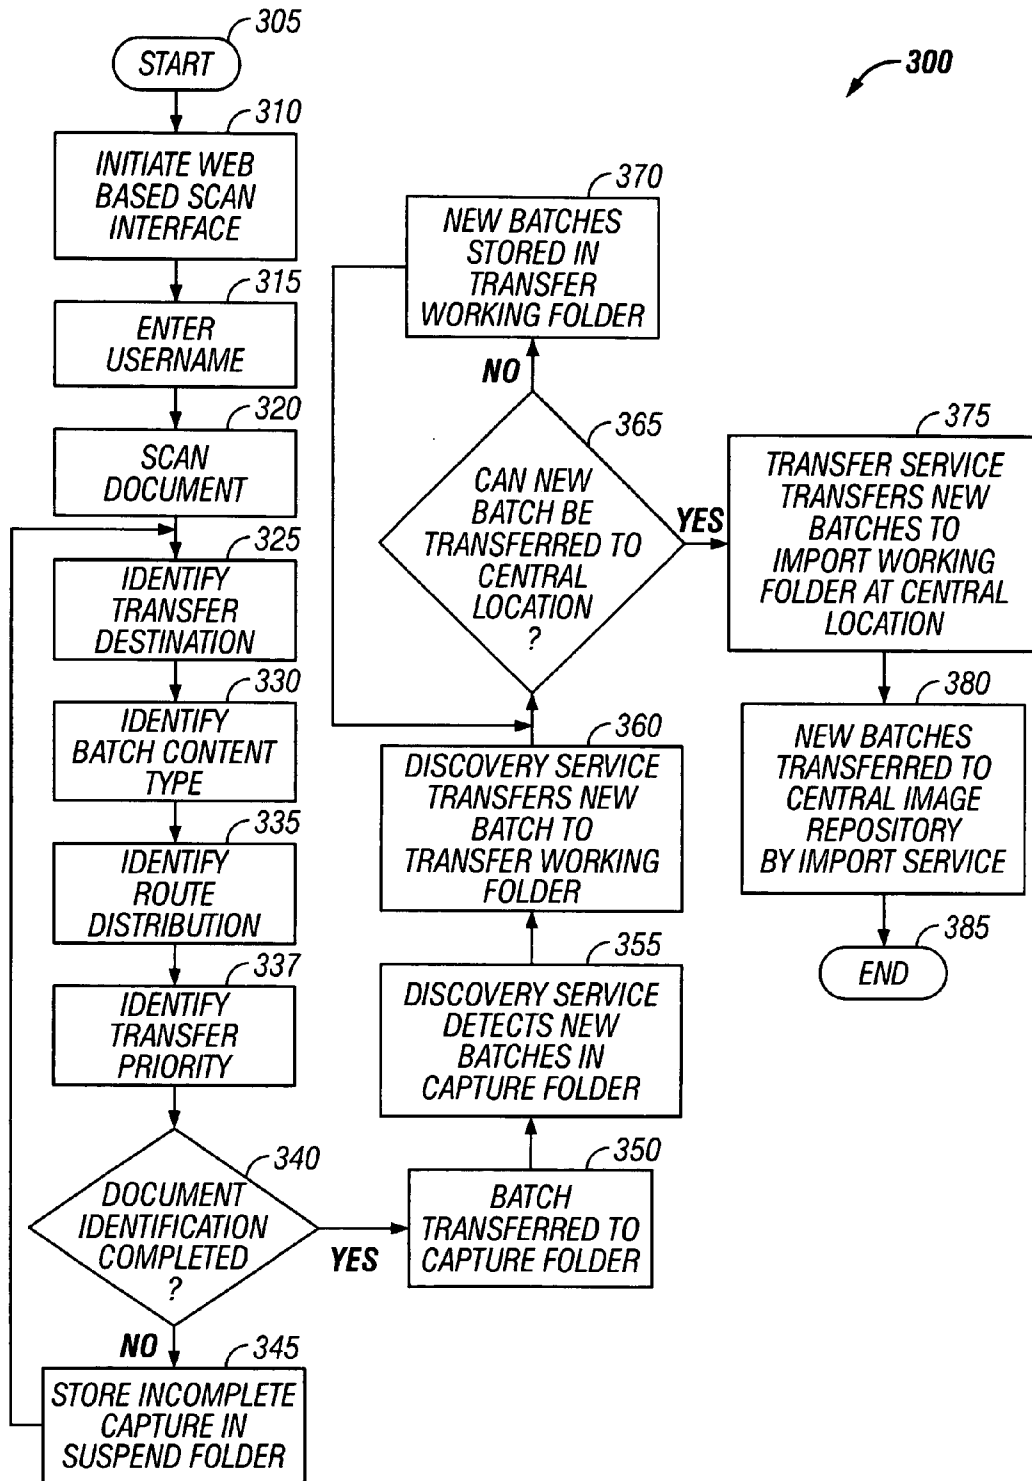 305
START
300
310
INITIATE WEB
BASED SCAN
INTERFACE
315
ENTER
USERNAME
320
SCAN
DOCUMENT
325
IDENTIFY
TRANSFER
DESTINATION
330
IDENTIFY
BATCH CONTENT
TYPE
335
IDENTIFY
ROUTE
DISTRIBUTION
337
IDENTIFY
TRANSFER
PRIORITY
340
DOCUMENT
IDENTIFICATION
COMPLETED
?
YES
NO
345
STORE INCOMPLETE
CAPTURE IN
SUSPEND FOLDER
350
BATCH
TRANSFERRED TO
CAPTURE FOLDER
355
DISCOVERY SERVICE
DETECTS NEW
BATCHES IN
CAPTURE FOLDER
360
DISCOVERY SERVICE
TRANSFERS NEW
BATCH TO
TRANSFER WORKING
FOLDER
365
CAN NEW
BATCH BE
TRANSFERRED TO
CENTRAL
LOCATION
?
NO
YES
370
NEW BATCHES
STORED IN
TRANSFER
WORKING FOLDER
375
TRANSFER SERVICE
TRANSFERS NEW
BATCHES TO
IMPORT WORKING
FOLDER AT CENTRAL
LOCATION
380
NEW BATCHES
TRANSFERRED TO
CENTRAL IMAGE
REPOSITORY
BY IMPORT SERVICE
385
END